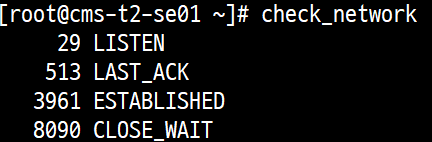 [root@cms-t2-se01 ~]# check_network
29 LISTEN
513 LAST_ACK
3961 ESTABLISHED
8090 CLOSE_WAIT